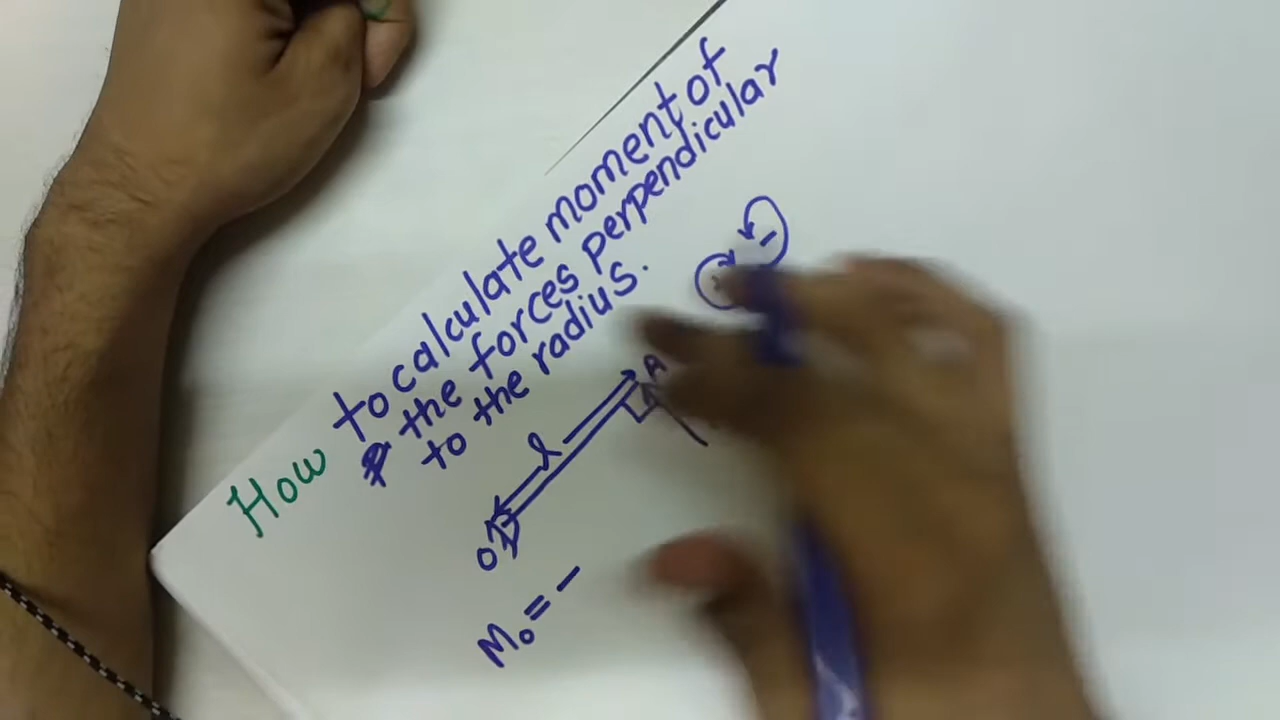 How to calculate moment of
the forces perpendicular
to the radius.
A
l
O
M₀ = -